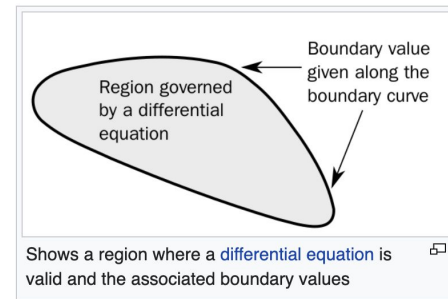 Boundary value
given along the
boundary curve
Region governed
by a differential
equation
Shows a region where a differential equation is
valid and the associated boundary values